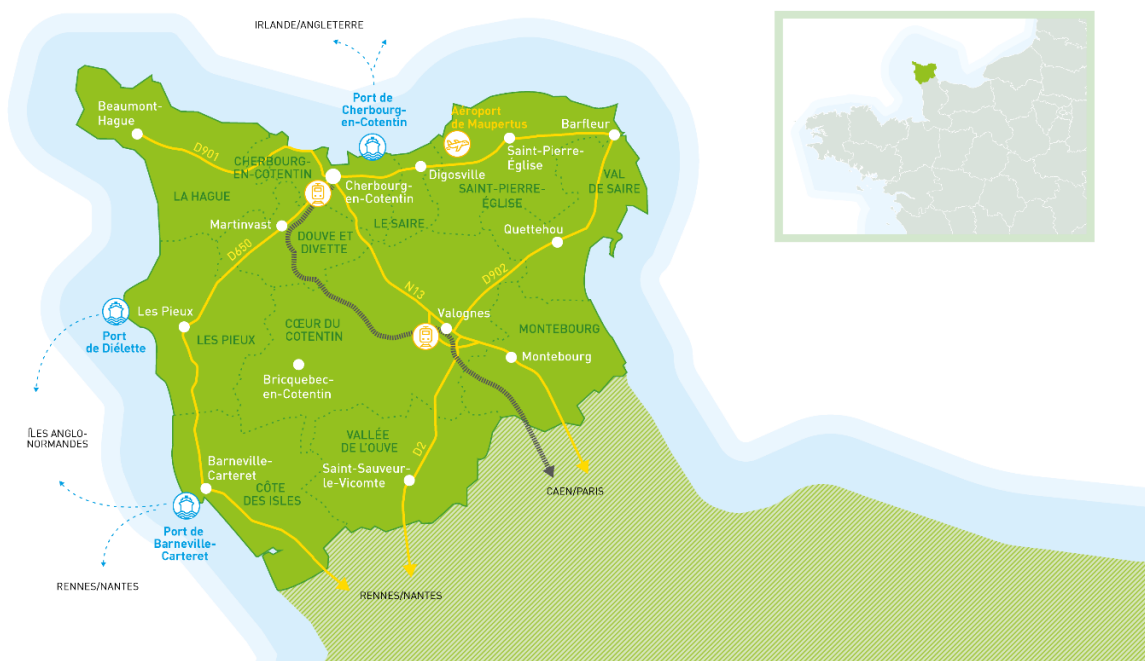 IRLANDE/ANGLETERRE
Beaumont-
Hague
Port de
Cherbourg-
en-Cotentin
Aéroport
de Maupertus
Barfleur
D901
CHERBOURG-
EN-COTENTIN
Saint-Pierre-
Église
Digosville
VAL
DE SAIRE
LA HAGUE
Cherbourg-
en-Cotentin
SAINT-PIERRE-
ÉGLISE
Martinvast
LE SAIRE
DOUVE ET
DIVETTE
Quettehou
D650
D902
N13
Les Pieux
Valognes
Port
de Diélette
LES PIEUX
CŒUR DU
COTENTIN
MONTEBOURG
Montebourg
Bricquebec-
en-Cotentin
ÎLES ANGLO-
NORMANDES
VALLÉE
DE L'OUVE
D2
Barneville-
Carteret
Saint-Sauveur-
le-Vicomte
CÔTE
DES ISLES
CAEN/PARIS
Port de
Barneville-
Carteret
RENNES/NANTES
RENNES/NANTES